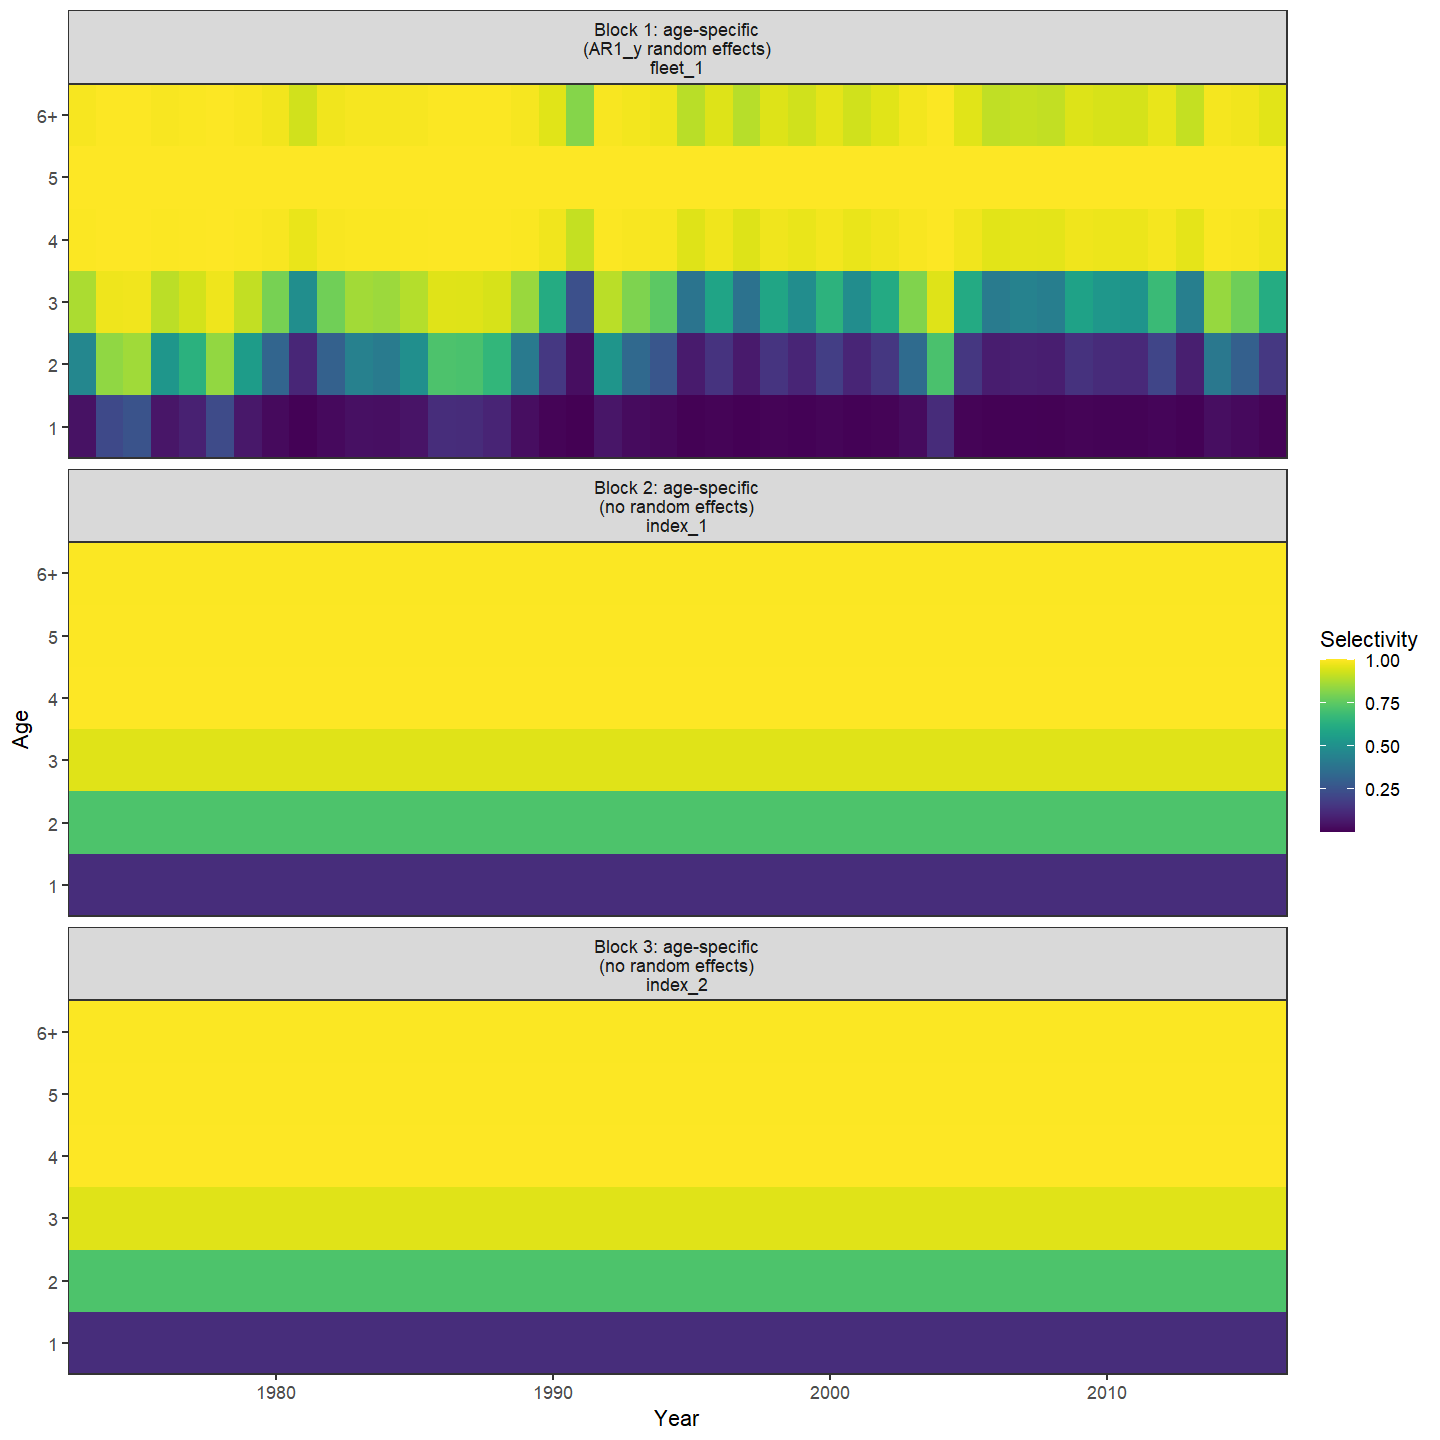 Block 1: age-specific
(AR1_y random effects)
fleet_1
6+
5
4
3
2
1
Block 2: age-specific
(no random effects)
index_1
6+
5
4
3
2
1
Block 3: age-specific
(no random effects)
index_2
6+
5
4
3
2
1
1980
1990
2000
2010
Year
Age
Selectivity
1.00
0.75
0.50
0.25